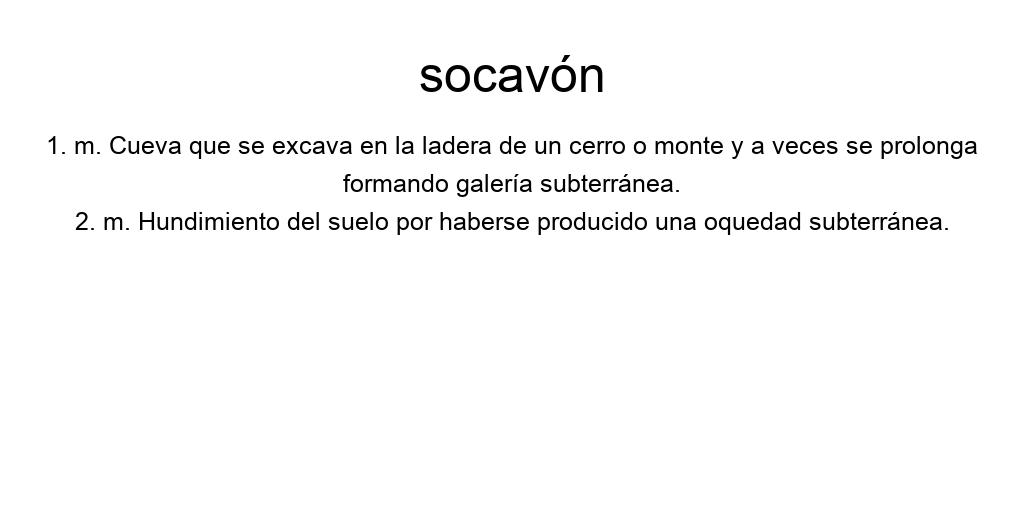 socavón
1. m. Cueva que se excava en la ladera de un cerro o monte y a veces se prolonga
formando galería subterránea.
2. m. Hundimiento del suelo por haberse producido una oquedad subterránea.